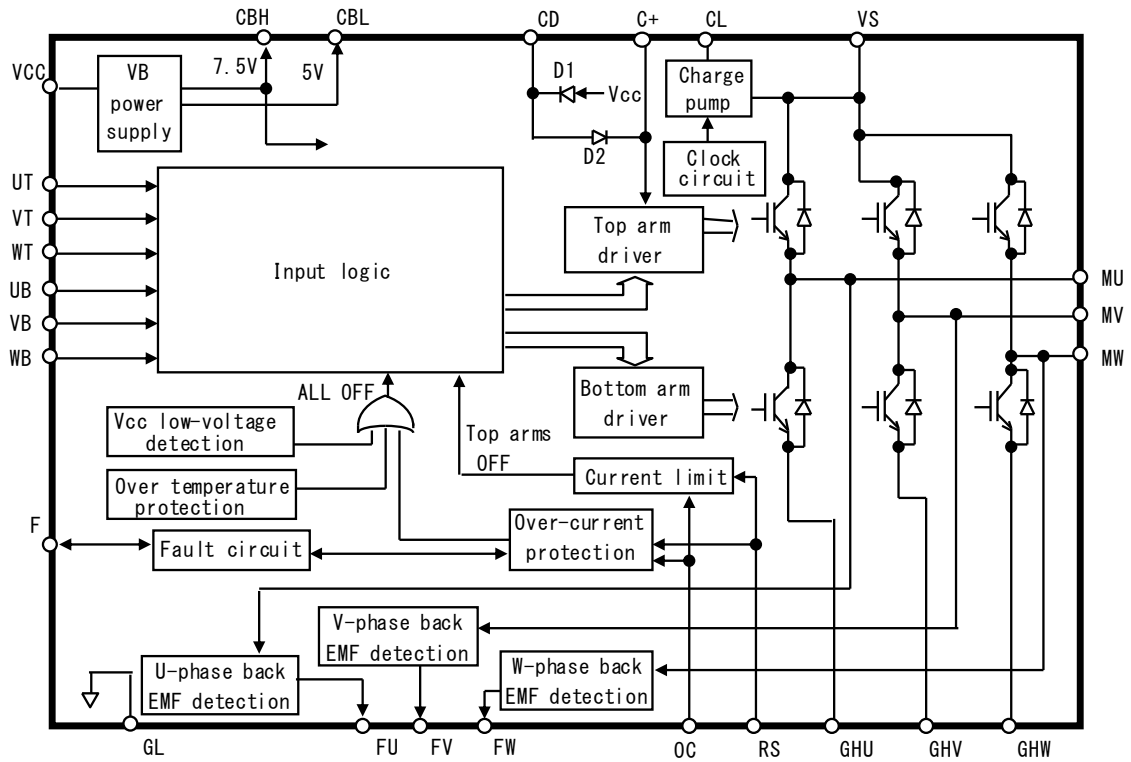 CBH
CBL
CD
C+
CL
VS
VCC
VB
power
supply
7.5V
5V
D1
Vcc
D2
Charge
pump
Clock
circuit
UT
VT
WT
UB
VB
WB
Input logic
Top arm
driver
Bottom arm
driver
MU
MV
MW
ALL OFF
Vcc low-voltage
detection
Over temperature
protection
Top arms
OFF
Current limit
F
Fault circuit
Over-current
protection
V-phase back
EMF detection
U-phase back
EMF detection
W-phase back
EMF detection
GL
FU
FV
FW
OC
RS
GHU
GHV
GHW